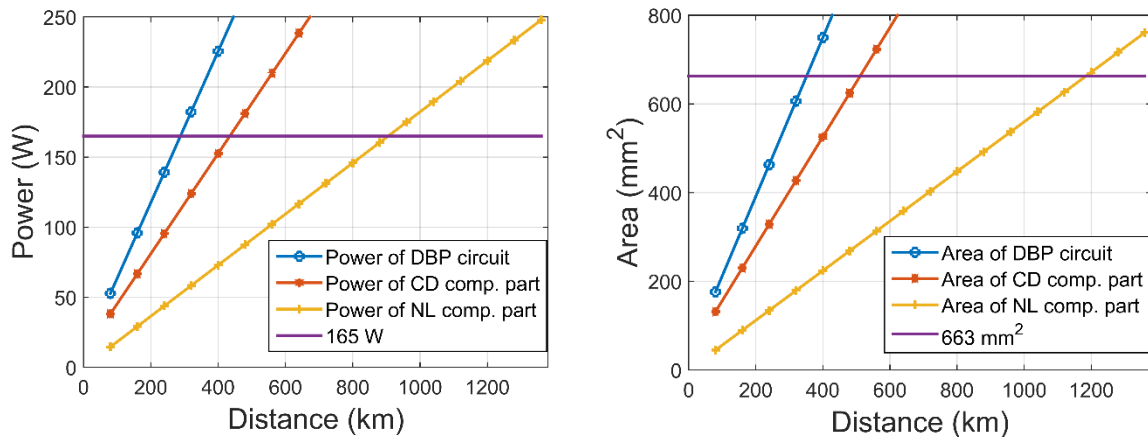 250
200
150
100
50
0
Power (W)
Power of DBP circuit
Power of CD comp. part
Power of NL comp. part
165 W
0 200 400 600 800 1000 1200
Distance (km)
800
600
400
200
0
Area (mm²)
Area of DBP circuit
Area of CD comp. part
Area of NL comp. part
663 mm²
0 200 400 600 800 1000 1200
Distance (km)